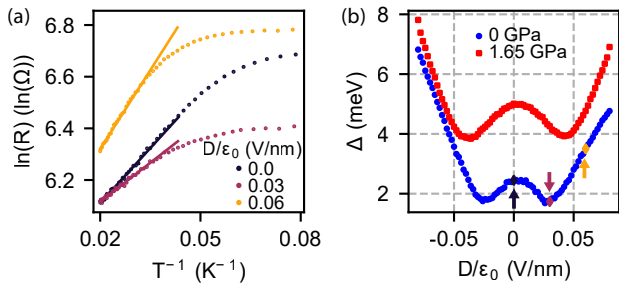 (a)
6.8
6.6
6.4
6.2
ln(R) (ln(Ω))
D/ε₀ (V/nm)
0.0
0.03
0.06
0.02
0.05
0.08
T⁻¹ (K⁻¹)
(b)
8
6
4
2
Δ (meV)
0 GPa
1.65 GPa
-0.05
0
0.05
D/ε₀ (V/nm)